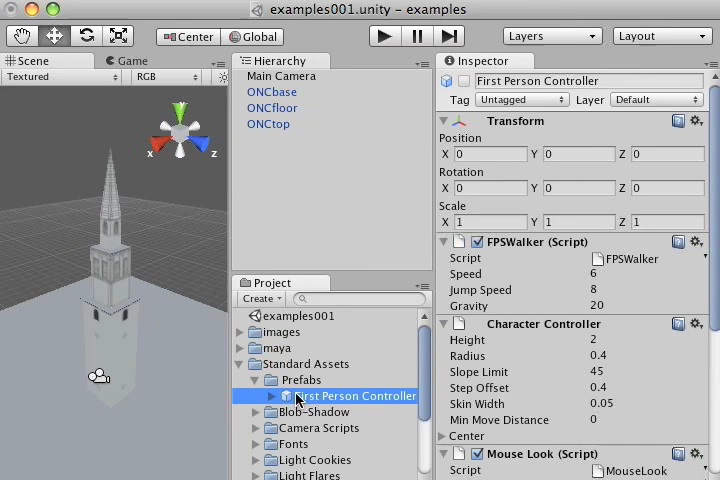 examples001.unity – examples
Center
Global
Layers
Layout
Scene
Game
Textured
RGB
y
x
z
Hierarchy
Main Camera
ONCbase
ONCfloor
ONCtop
Project
Create
examples001
images
maya
Standard Assets
Prefabs
First Person Controller
Blob-Shadow
Camera Scripts
Fonts
Light Cookies
Light Flares
Inspector
First Person Controller
Tag Untagged Layer Default
Transform
Position
X 0 Y 0 Z 0
Rotation
X 0 Y 0 Z 0
Scale
X 1 Y 1 Z 1
FPSWalker (Script)
Script FPSWalker
Speed 6
Jump Speed 8
Gravity 20
Character Controller
Height 2
Radius 0.4
Slope Limit 45
Step Offset 0.4
Skin Width 0.05
Min Move Distance 0
Center
Mouse Look (Script)
Script MouseLook